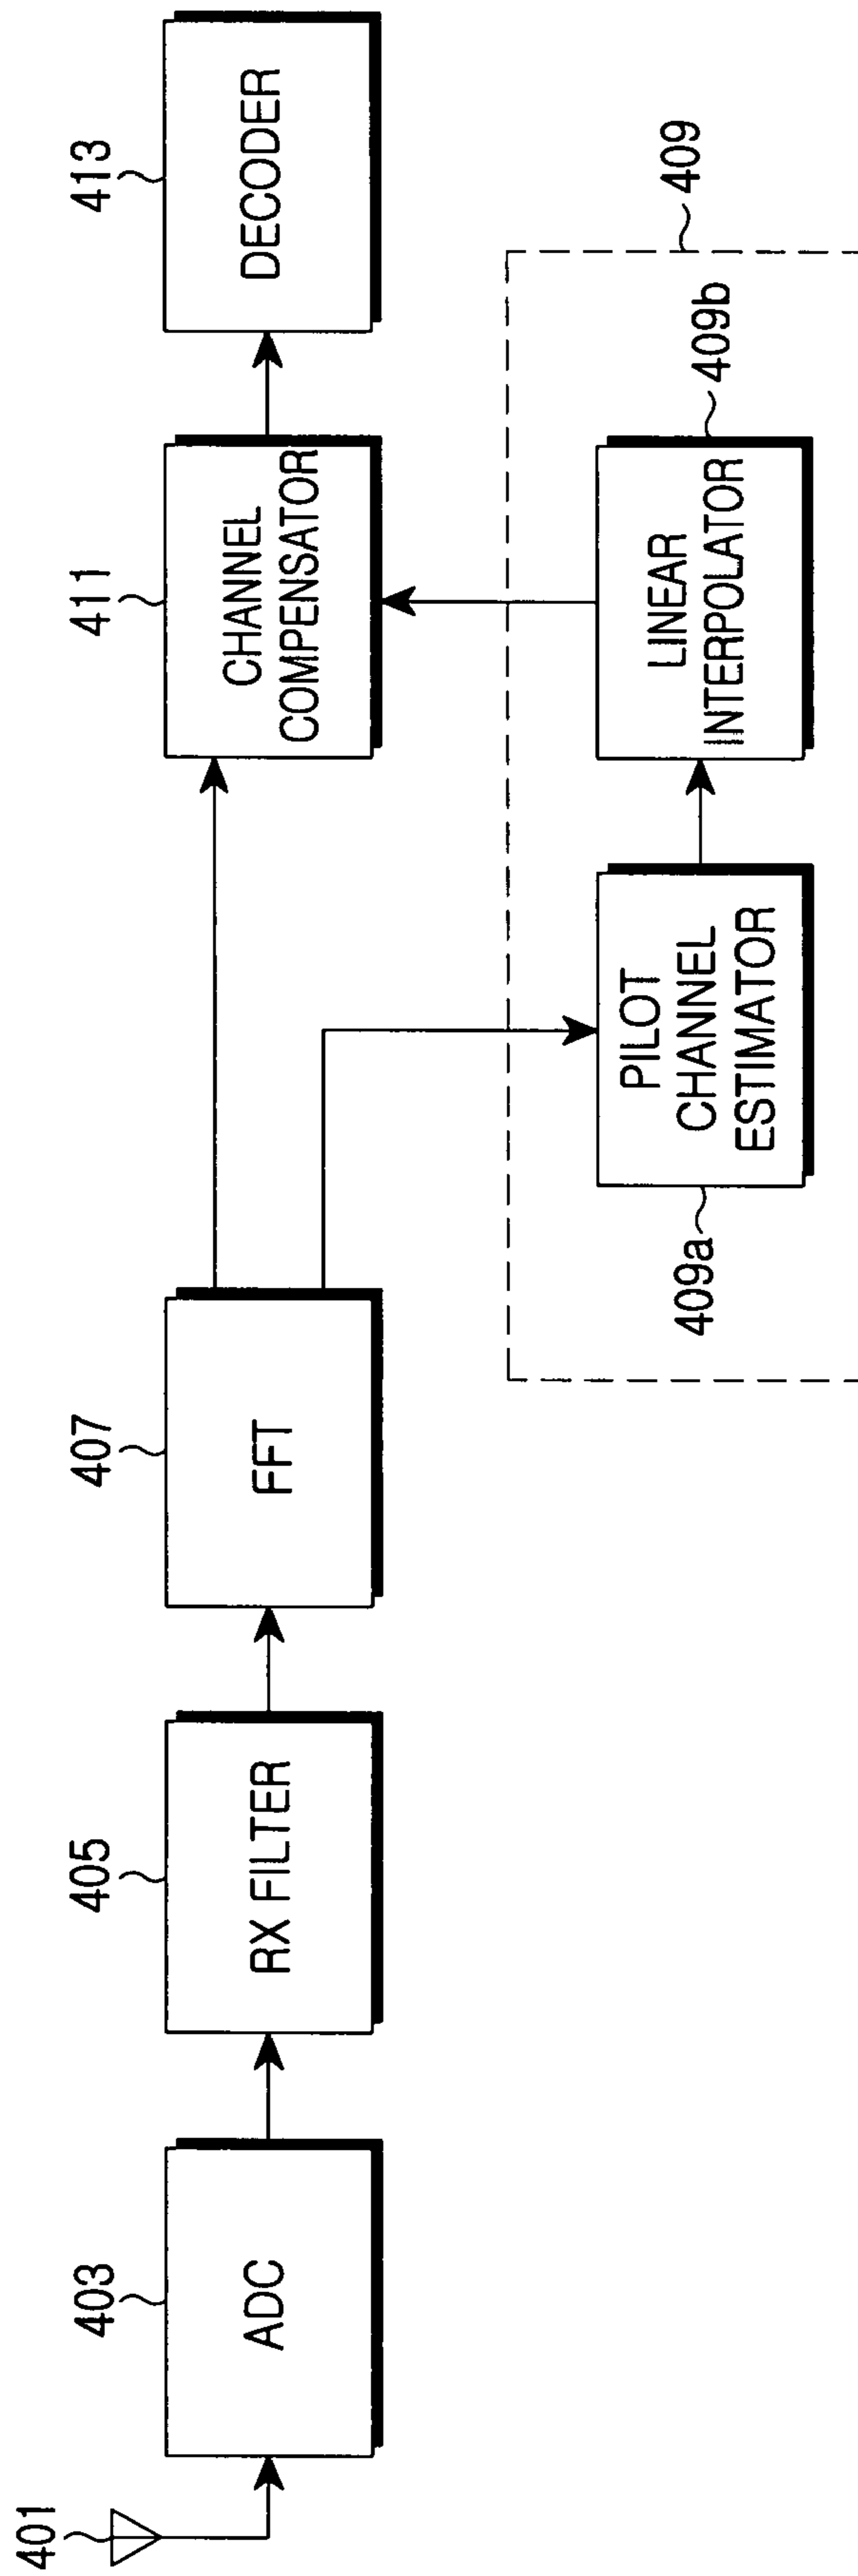 401
403
ADC
405
RX FILTER
407
FFT
411
CHANNEL
COMPENSATOR
413
DECODER
409
409a
PILOT
CHANNEL
ESTIMATOR
409b
LINEAR
INTERPOLATOR